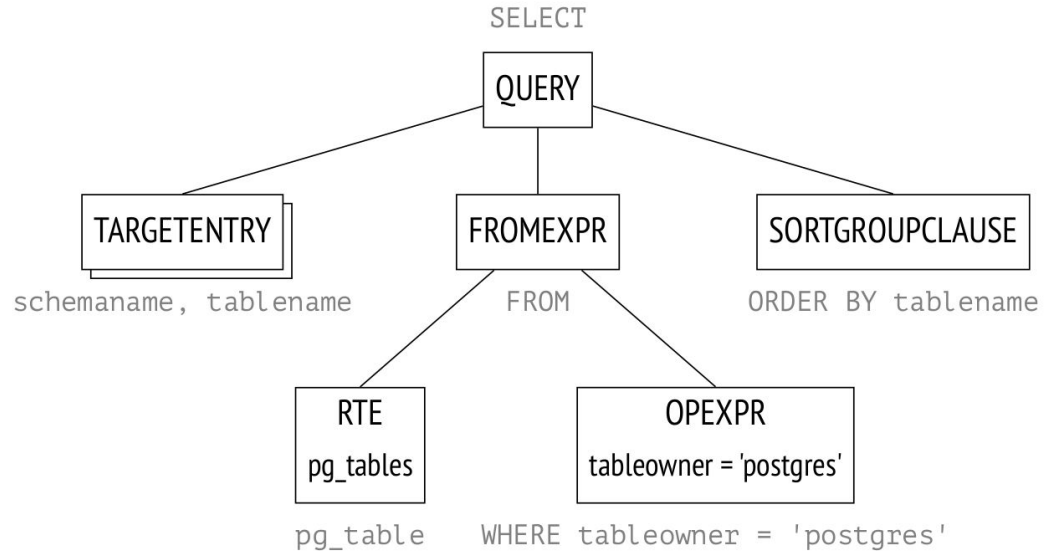 SELECT
QUERY
TARGETENTRY
FROMEXPR
SORTGROUPCLAUSE
schemaname, tablename
FROM
ORDER BY tablename
RTE
pg_tables
OPEXPR
tableowner = 'postgres'
pg_table
WHERE tableowner = 'postgres'